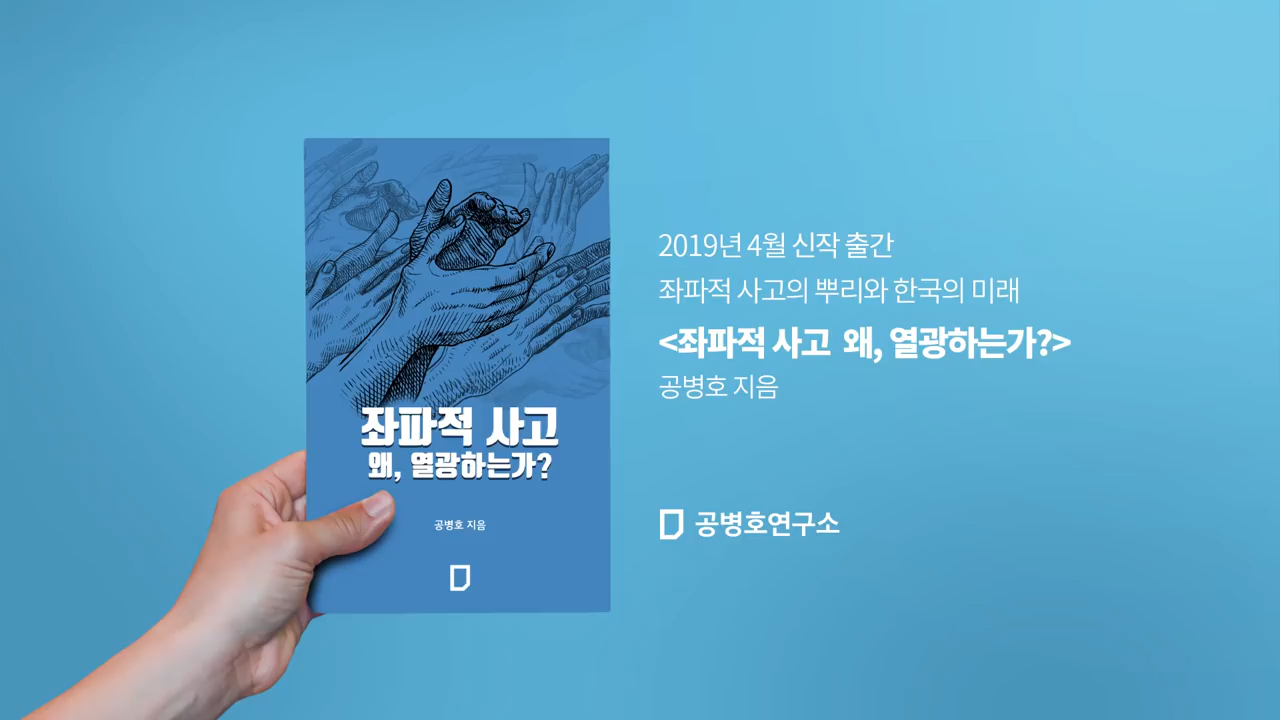 좌파적 사고
왜, 열광하는가?
공병호 지음
2019년 4월 신작 출간
좌파적 사고의 뿌리와 한국의 미래
<좌파적 사고 왜, 열광하는가?>
공병호 지음
공병호연구소